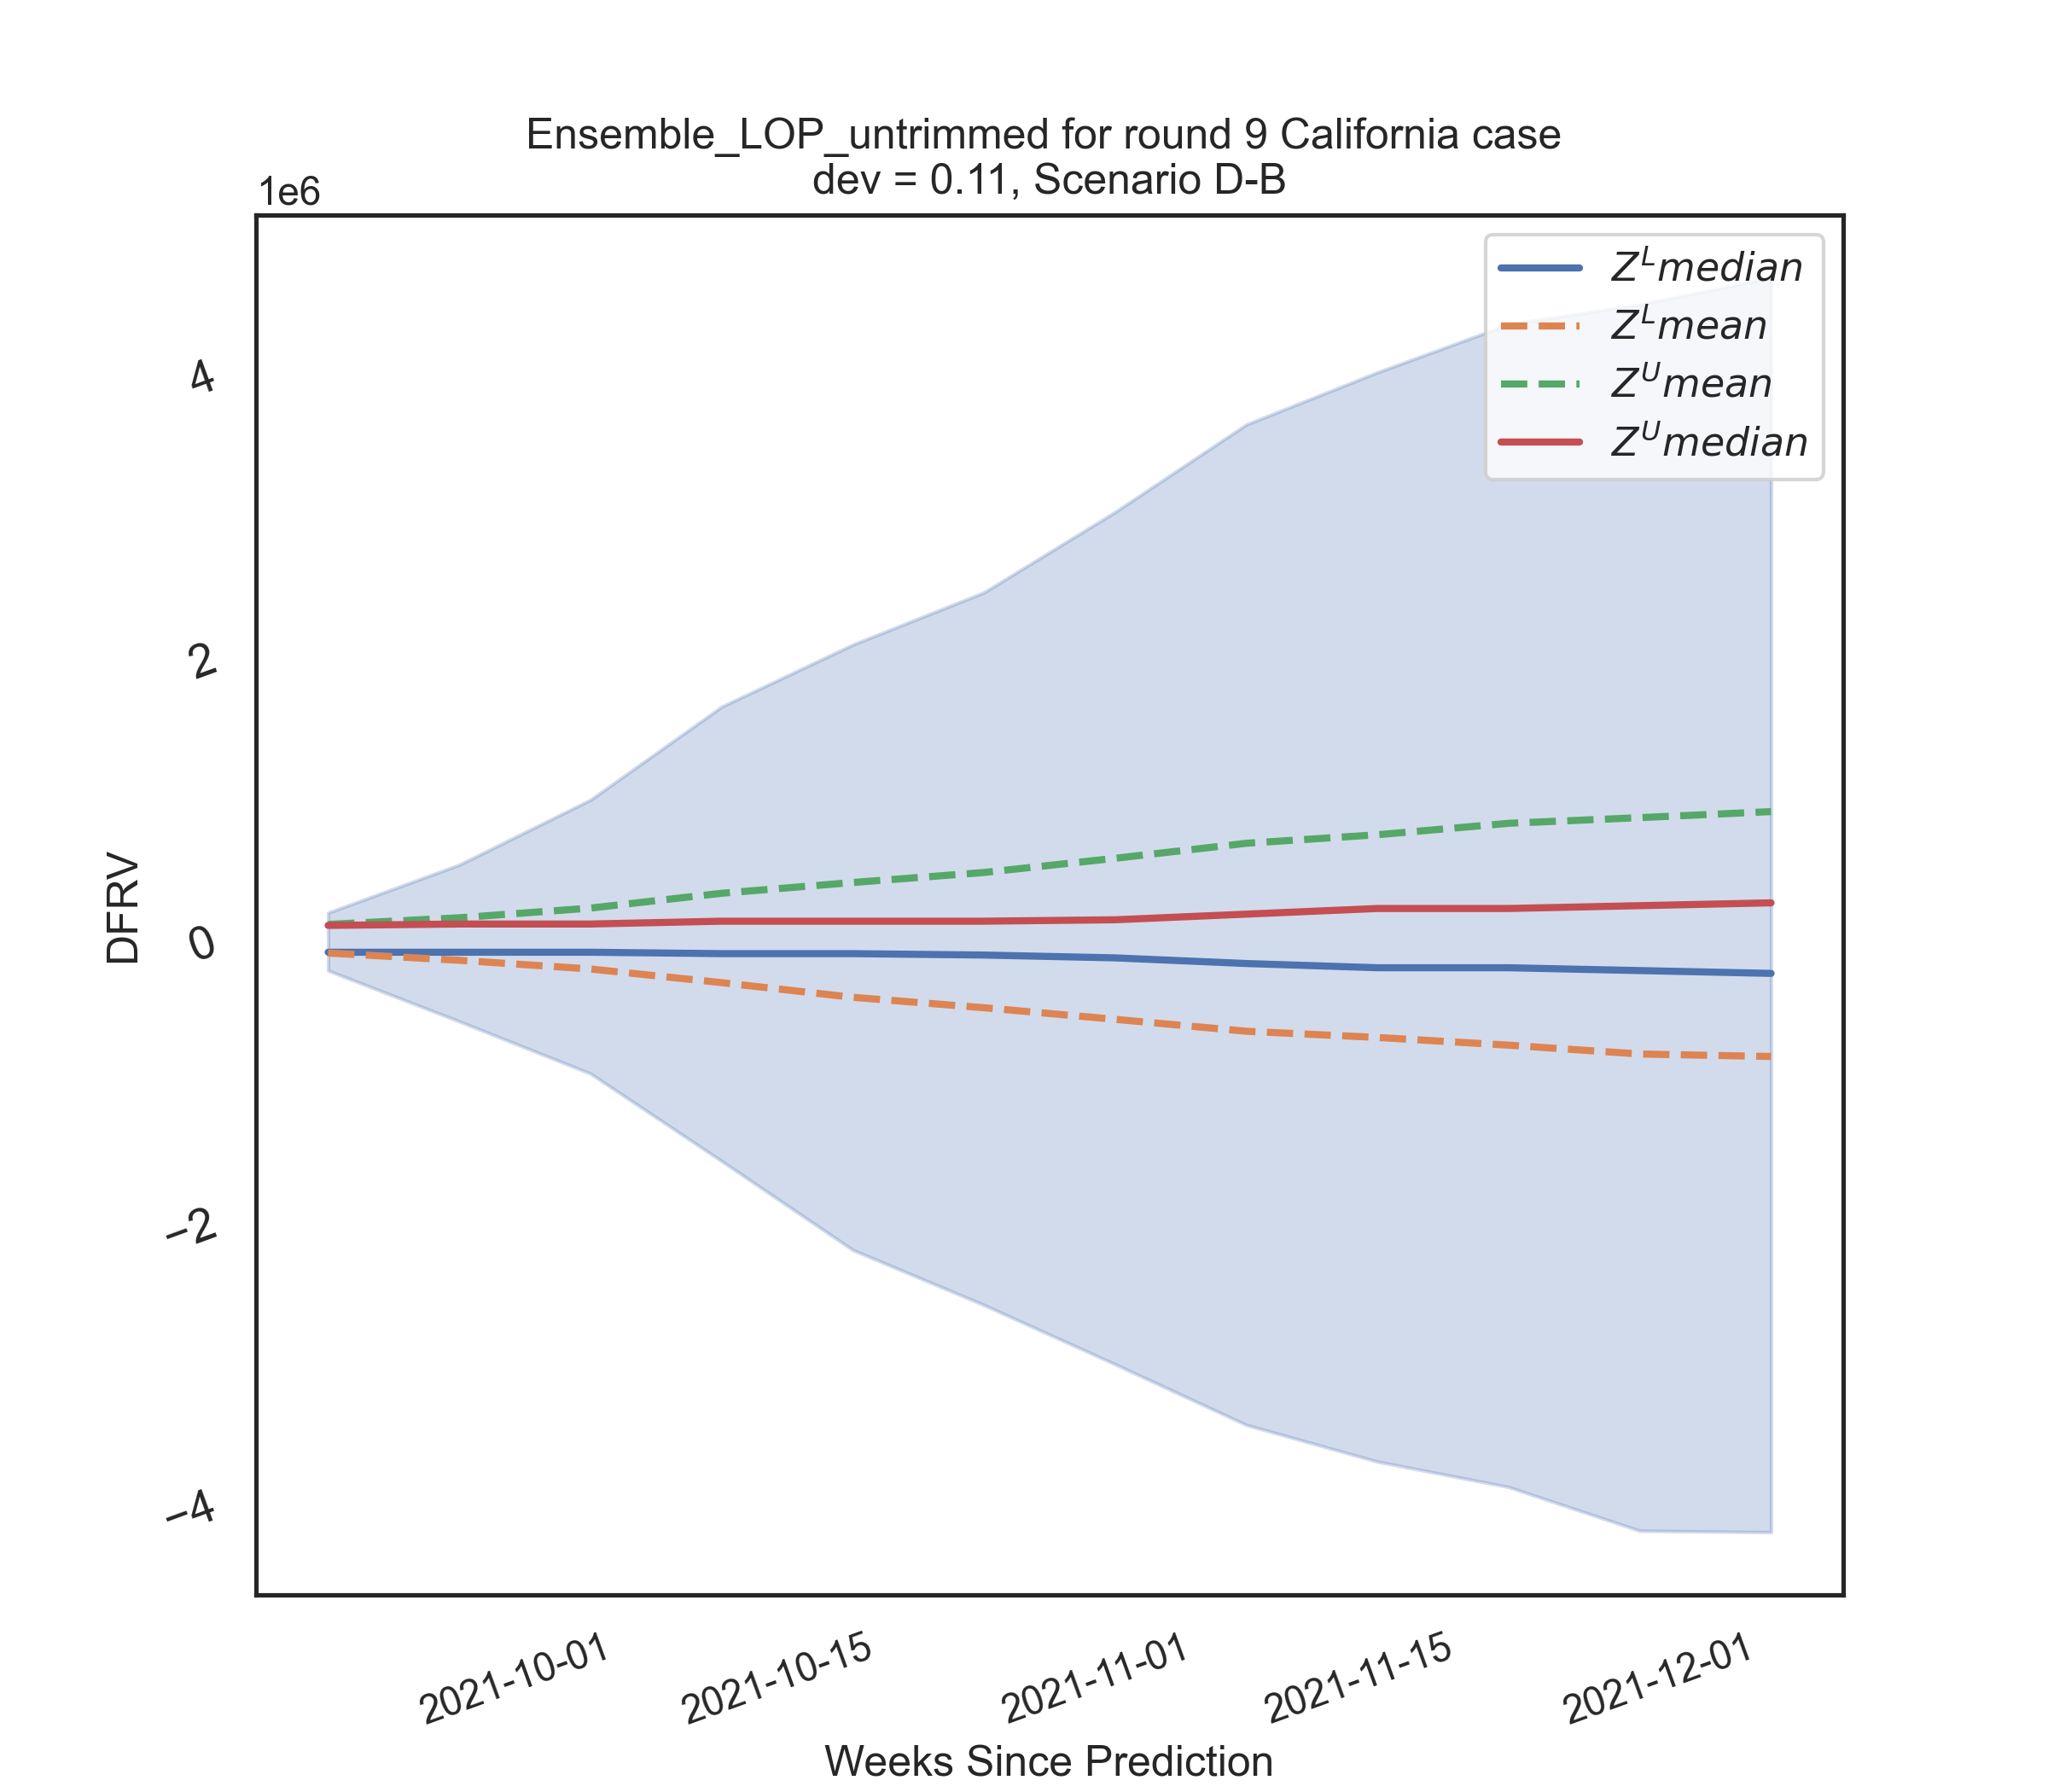 Ensemble_LOP_untrimmed for round 9 California case
dev = 0.11, Scenario D-B
1e6
Z^L median
Z^L mean
Z^U mean
Z^U median
4
2
0
−2
−4
DFRV
2021-10-01
2021-10-15
2021-11-01
2021-11-15
2021-12-01
Weeks Since Prediction